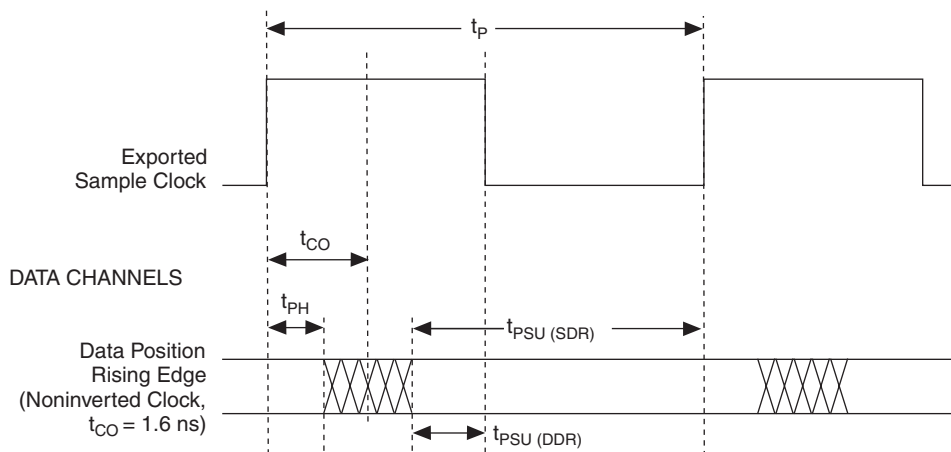 tP
Exported
Sample Clock
tCO
DATA CHANNELS
tPH
tPSU (SDR)
Data Position
Rising Edge
(Noninverted Clock,
tCO = 1.6 ns)
tPSU (DDR)